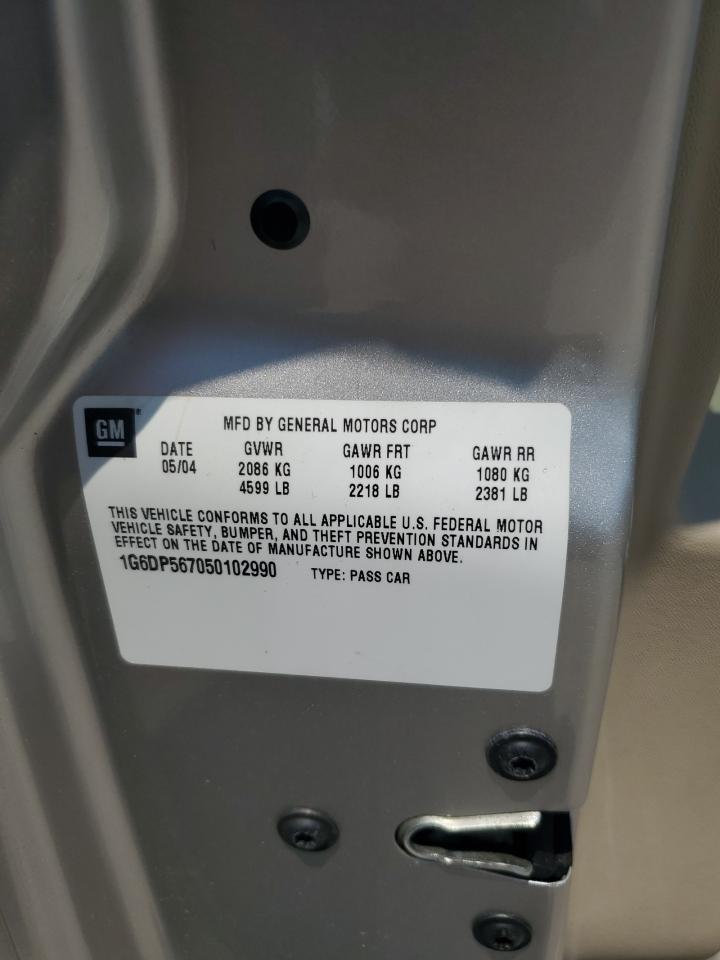 GM®
MFD BY GENERAL MOTORS CORP
DATE GVWR GAWR FRT GAWR RR
05/04 2086 KG 1006 KG 1080 KG
4599 LB 2218 LB 2381 LB
THIS VEHICLE CONFORMS TO ALL APPLICABLE U.S. FEDERAL MOTOR
VEHICLE SAFETY, BUMPER, AND THEFT PREVENTION STANDARDS IN
EFFECT ON THE DATE OF MANUFACTURE SHOWN ABOVE.
1G6DP567050102990 TYPE: PASS CAR